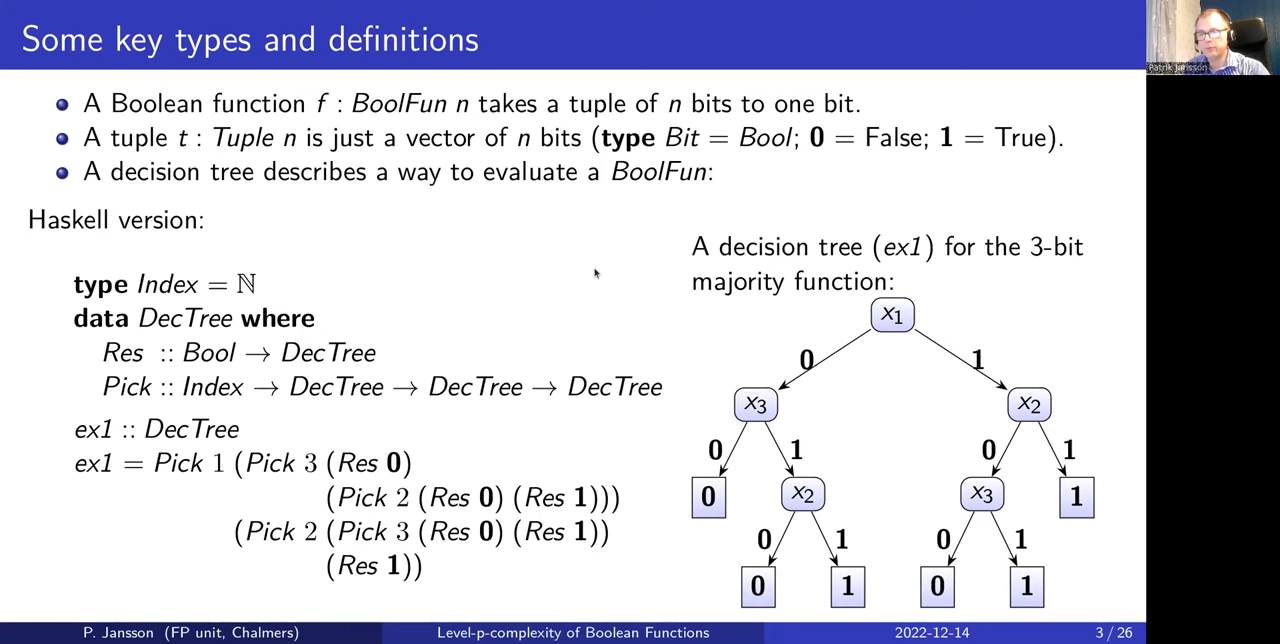 Some key types and definitions
Patrik Jansson
A Boolean function f : BoolFun n takes a tuple of n bits to one bit.
A tuple t : Tuple n is just a vector of n bits (type Bit = Bool; 0 = False; 1 = True).
A decision tree describes a way to evaluate a BoolFun:
Haskell version:
type Index = ℕ
data DecTree where
Res :: Bool → DecTree
Pick :: Index → DecTree → DecTree → DecTree
ex1 :: DecTree
ex1 = Pick 1 (Pick 3 (Res 0)
(Pick 2 (Res 0) (Res 1)))
(Pick 2 (Pick 3 (Res 0) (Res 1))
(Res 1))
A decision tree (ex1) for the 3-bit
majority function:
x₁
0 1
x₃ x₂
0 1 0 1
0 x₂ x₃ 1
0 1 0 1
0 1 0 1
P. Jansson (FP unit, Chalmers) Level-p-complexity of Boolean Functions 2022-12-14 3 / 26